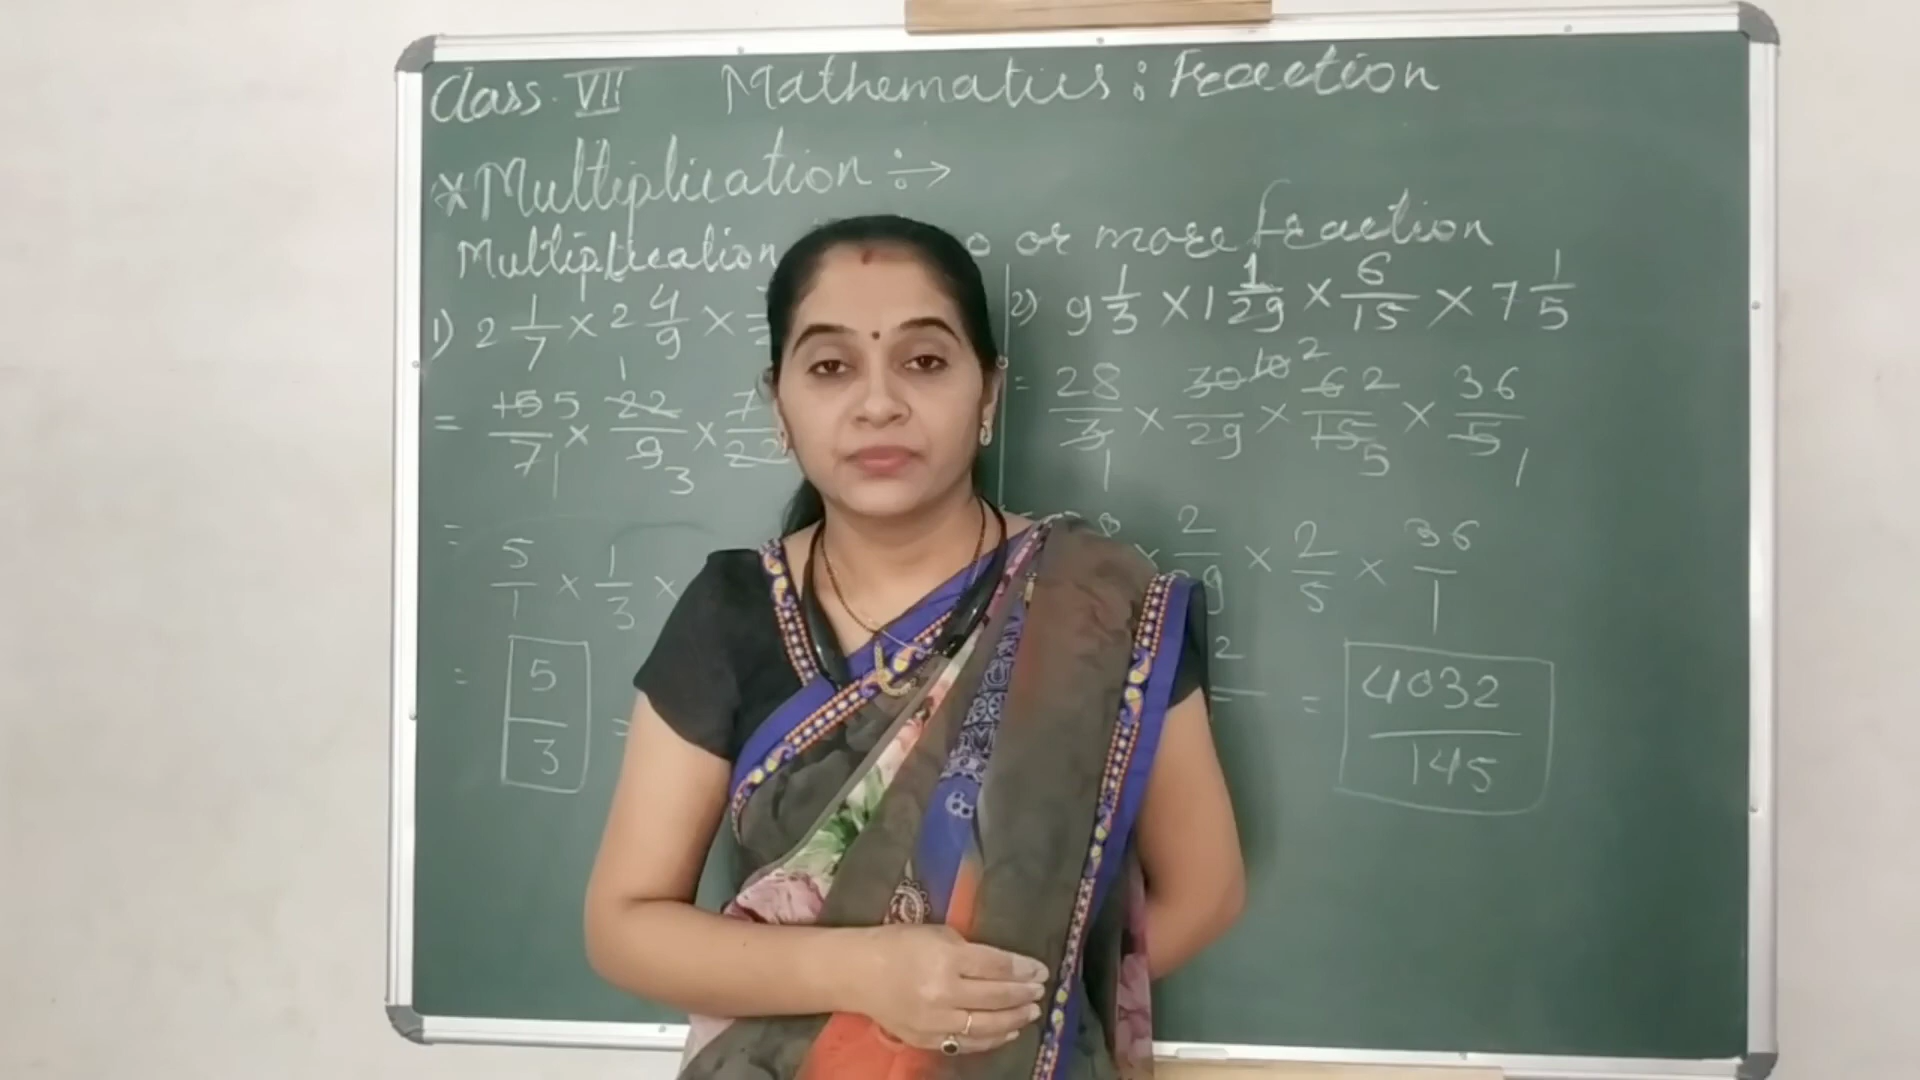 Class. VII Mathematics : Fraction
* Multiplication :→
Multiplication or more fraction
1) 2 1/7 × 2 4/9 ×
= 15 5/7 1 × 22 1/9 3 × 7/22
= 5/1 × 1/3 ×
= 5/3 =
2) 9 1/3 × 1 1/29 × 6/15 × 7 1/5
= 28/3 1 × 30 10 2/29 × 6 2/15 5 × 36/5 1
= 8 × 2/9 × 2/5 × 36/1
2 = 4032/145